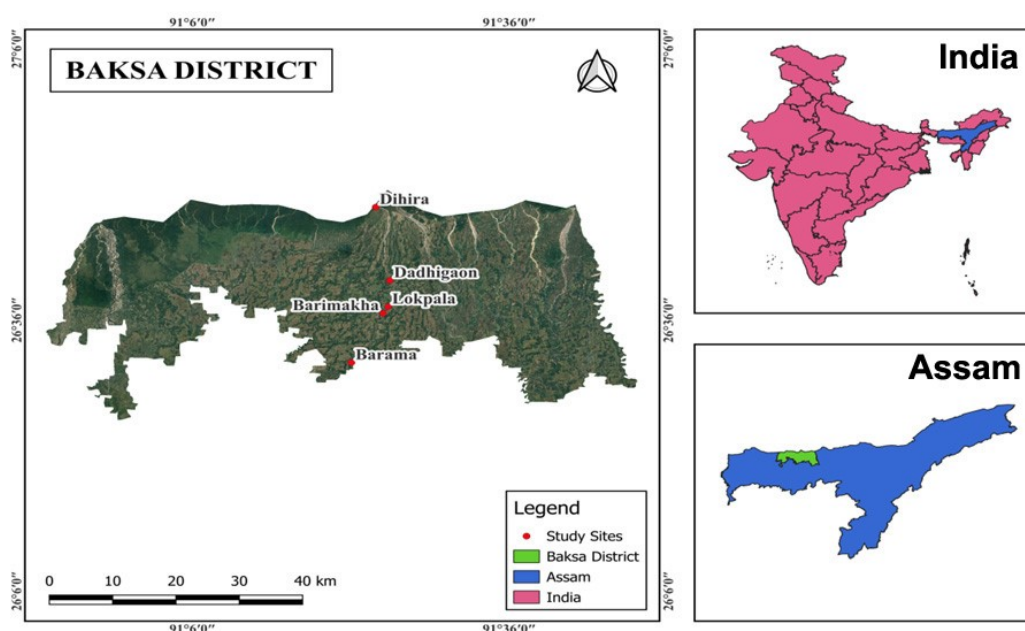 91°6′0″
91°36′0″
27°6′0″
27°6′0″
BAKSA DISTRICT
Dihira
Dadhigaon
Lokpala
Barimakha
Barama
26°36′0″
26°36′0″
Legend
Study Sites
Baksa District
Assam
India
0 10 20 30 40 km
26°6′0″
26°6′0″
91°6′0″
91°36′0″
India
Assam